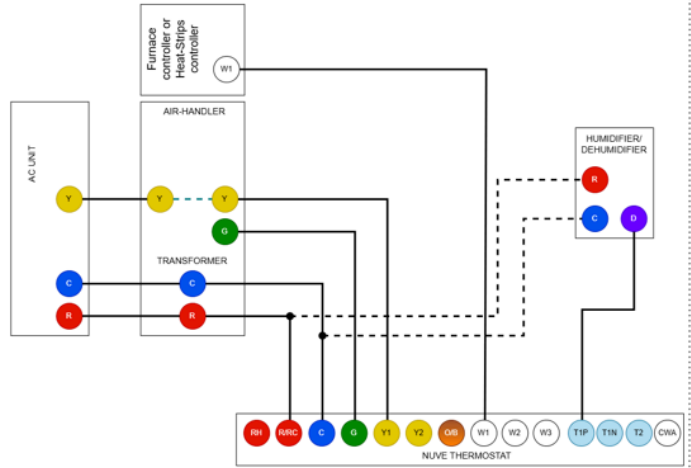 Furnace
controller or
Heat-Strips
controller
W1
AIR-HANDLER
AC UNIT
HUMIDIFIER/
DEHUMIDIFIER
R
Y
Y
Y
C
D
G
TRANSFORMER
C
C
R
R
RH
R/RC
C
G
Y1
Y2
O/B
W1
W2
W3
T1P
T1N
T2
CWA
NUVE THERMOSTAT